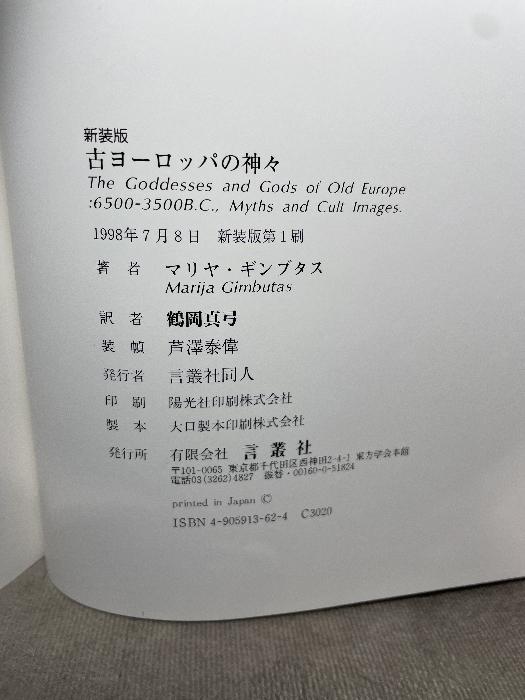 新装版
古ヨーロッパの神々
The Goddesses and Gods of Old Europe
:6500-3500B.C., Myths and Cult Images.
1998年7月8日 新装版第1刷
著者 マリヤ・ギンブタス
Marija Gimbutas
訳者 鶴岡真弓
装幀 芦澤泰偉
発行者 言叢社同人
印刷 陽光社印刷株式会社
製本 大口製本印刷株式会社
発行所 有限会社 言叢社
〒101-0065 東京都千代田区西神田2-4-1 東方学会本館
電話03(3262)4827 振替・00160-0-51824
printed in Japan ©
ISBN 4-905913-62-4 C3020